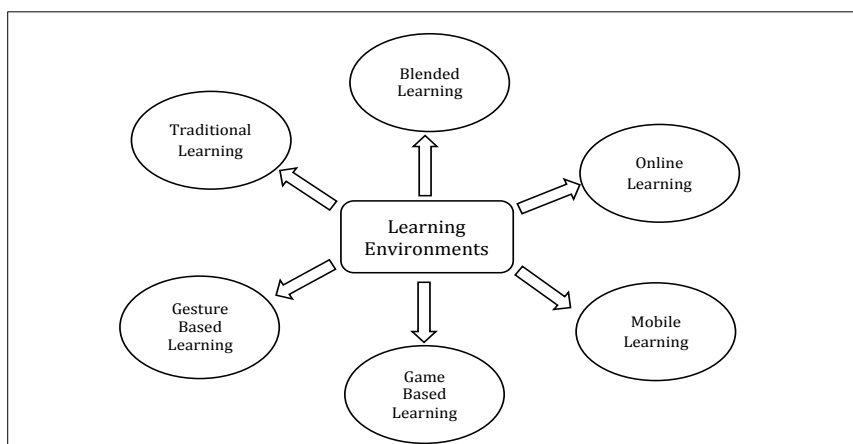 Blended
Learning
Traditional
Learning
Online
Learning
Learning
Environments
Gesture
Based
Learning
Mobile
Learning
Game
Based
Learning